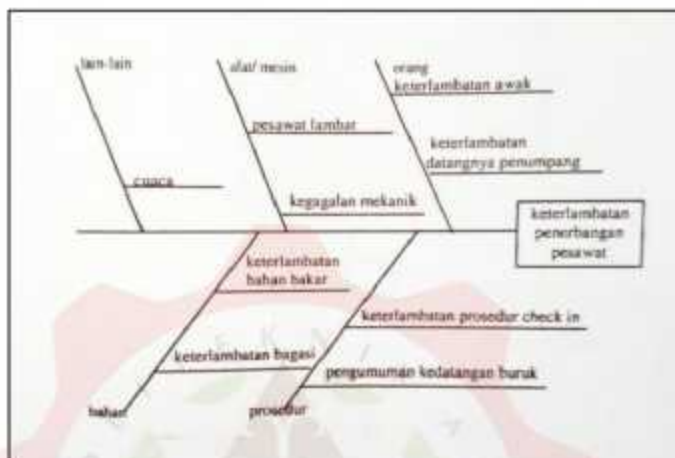 lain-lain
alat/ mesin
orang
keterlambatan awak
pesawat lambat
keterlambatan
datangnya penumpang
cuaca
kegagalan mekanik
keterlambatan
penerbangan
pesawat
keterlambatan
bahan bakar
keterlambatan prosedur check in
keterlambatan bagasi
pengumuman kedatangan buruk
bahan
prosedur